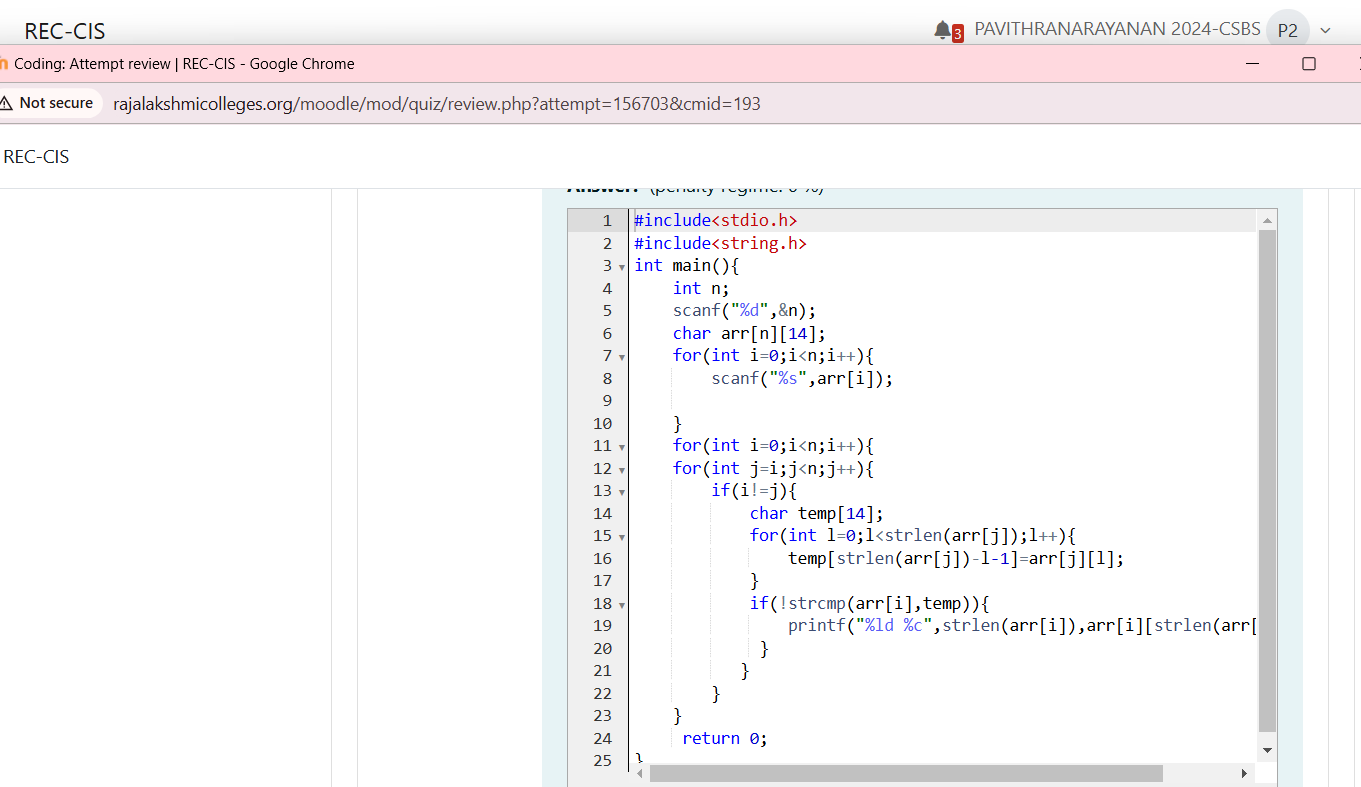 REC-CIS
3 PAVITHRANARAYANAN 2024-CSBS P2
Coding: Attempt review | REC-CIS - Google Chrome
Not secure rajalakshmicolleges.org/moodle/mod/quiz/review.php?attempt=156703&cmid=193
REC-CIS
Answer: (penalty regime: 0 %)
1 #include<stdio.h>
2 #include<string.h>
3 int main(){
4 int n;
5 scanf("%d",&n);
6 char arr[n][14];
7 for(int i=0;i<n;i++){
8 scanf("%s",arr[i]);
9
10 }
11 for(int i=0;i<n;i++){
12 for(int j=i;j<n;j++){
13 if(i!=j){
14 char temp[14];
15 for(int l=0;l<strlen(arr[j]);l++){
16 temp[strlen(arr[j])-l-1]=arr[j][l];
17 }
18 if(!strcmp(arr[i],temp)){
19 printf("%ld %c",strlen(arr[i]),arr[i][strlen(arr[
20 }
21 }
22 }
23 }
24 return 0;
25 }